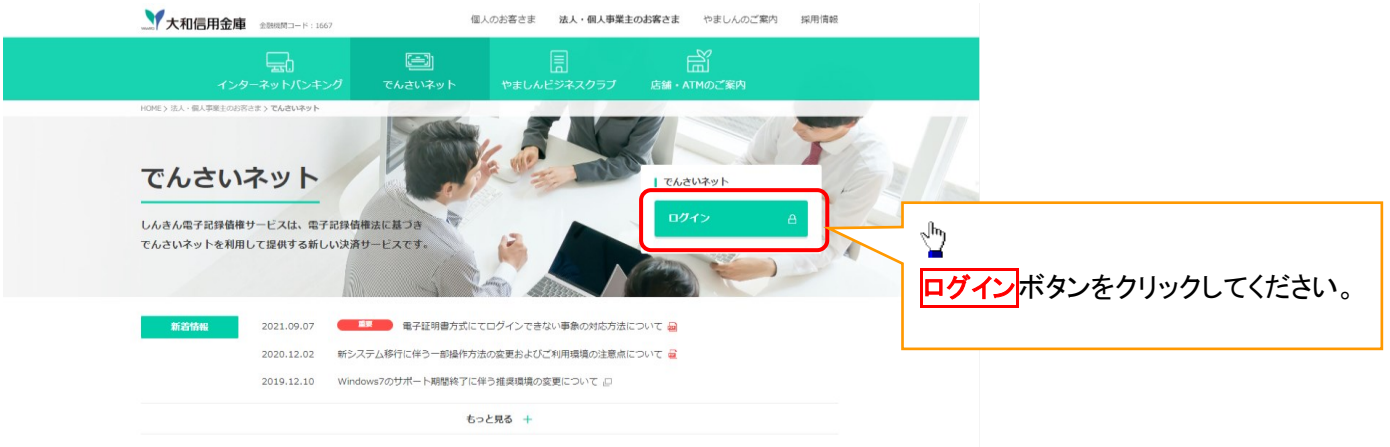 大和信用金庫 金融機関コード：1667
個人のお客さま 法人・個人事業主のお客さま やましんのご案内 採用情報
インターネットバンキング でんさいネット やましんビジネスクラブ 店舗・ATMのご案内
HOME > 法人・個人事業主のお客さま > でんさいネット
でんさいネット
しんきん電子記録債権サービスは、電子記録債権法に基づき
でんさいネットを利用して提供する新しい決済サービスです。
でんさいネット
ログイン
ログインボタンをクリックしてください。
新着情報
2021.09.07 重要 電子証明書方式にてログインできない事象の対応方法について
2020.12.02 新システム移行に伴う一部操作方法の変更およびご利用環境の注意点について
2019.12.10 Windows7のサポート期間終了に伴う推奨環境の変更について
もっと見る ＋